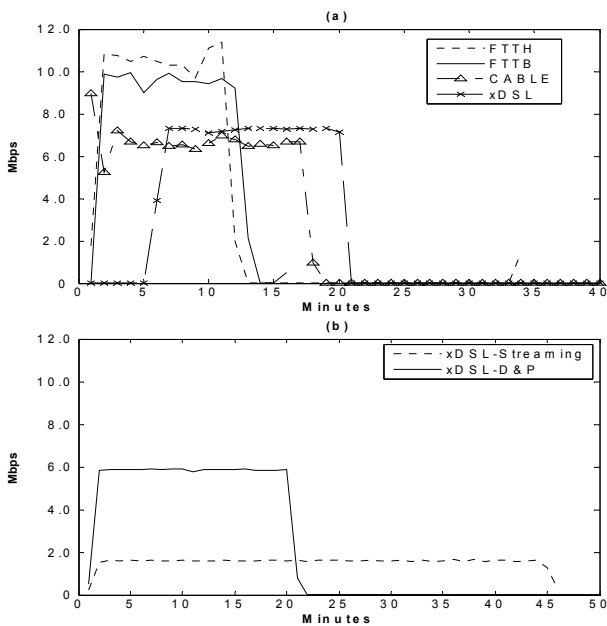 (a)
12.0
10.0
8.0
6.0
4.0
2.0
0
Mbps
FTTH
FTTB
CABLE
xDSL
0 5 10 15 20 25 30 35 40
Minutes
(b)
12.0
10.0
8.0
6.0
4.0
2.0
0
Mbps
xDSL-Streaming
xDSL-D&P
0 5 10 15 20 25 30 35 40 45 50
Minutes